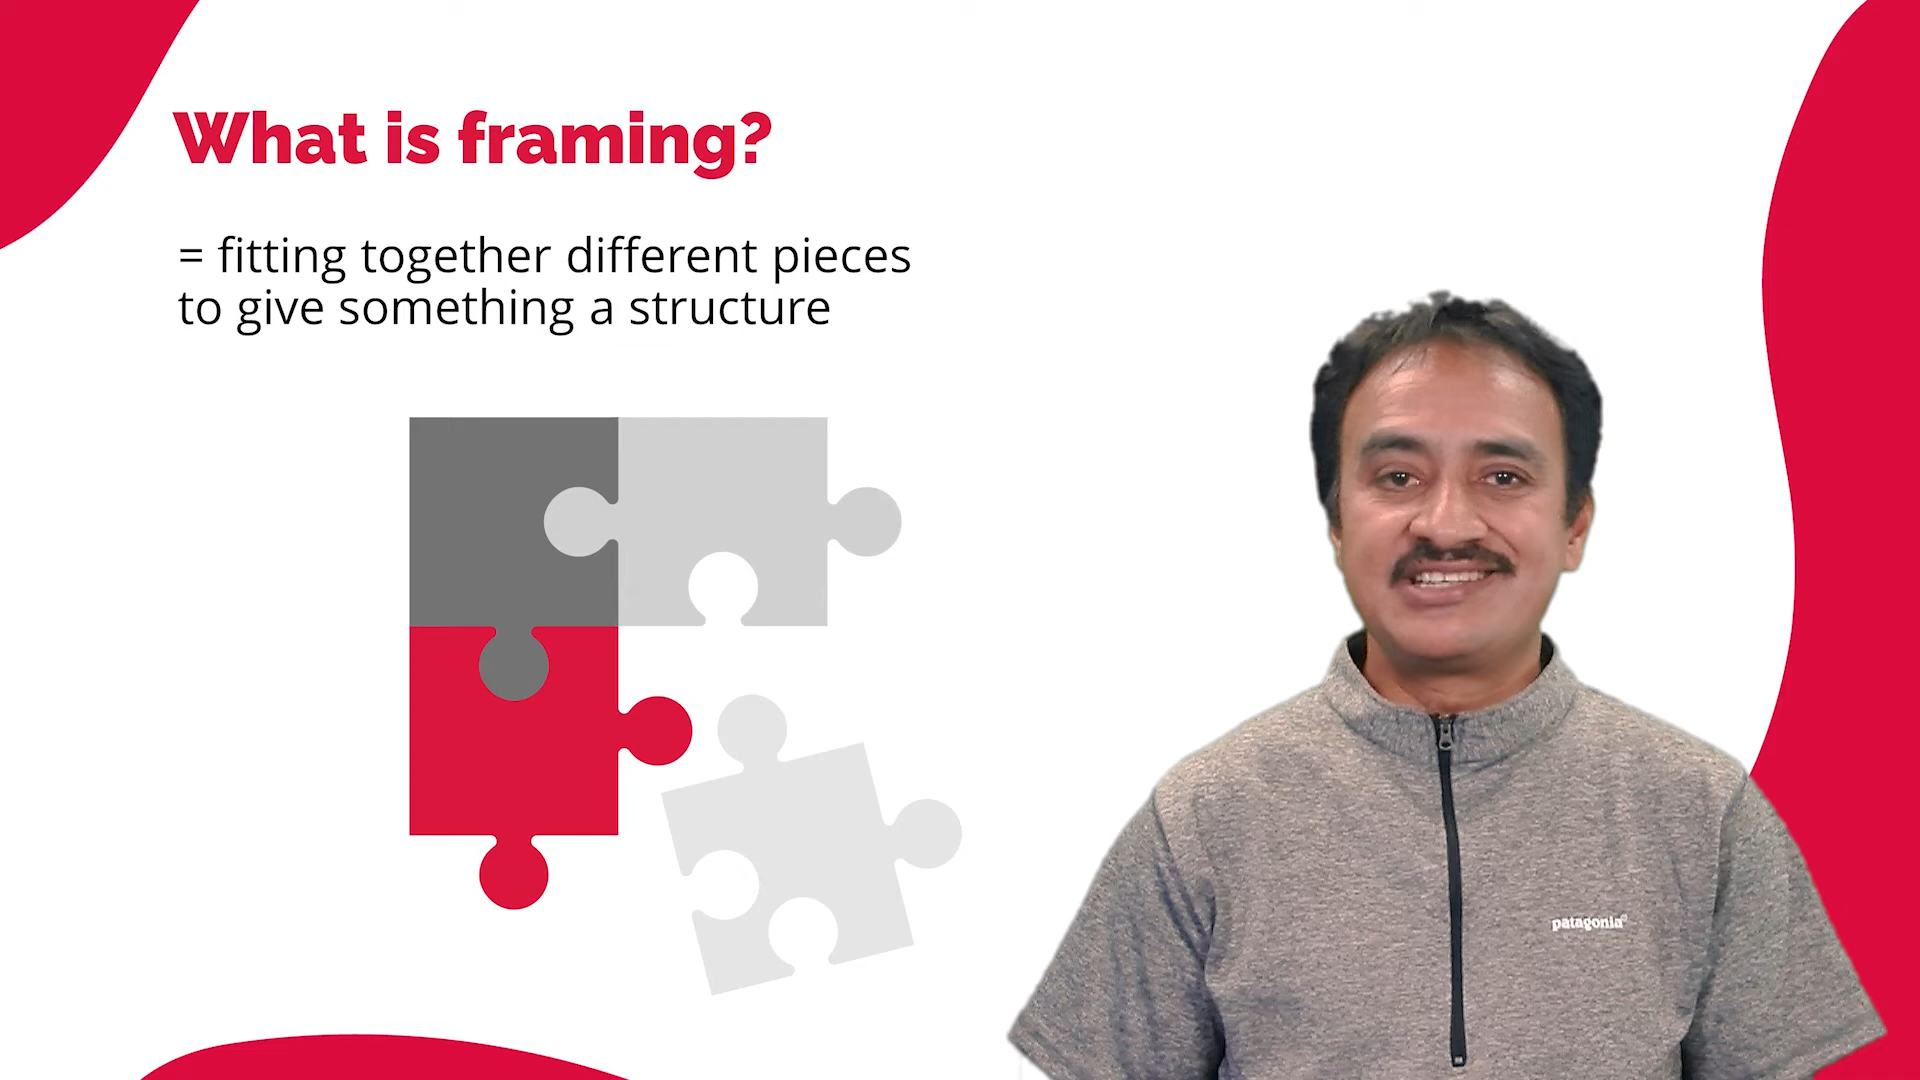 What is framing?
= fitting together different pieces
to give something a structure
patagonia®